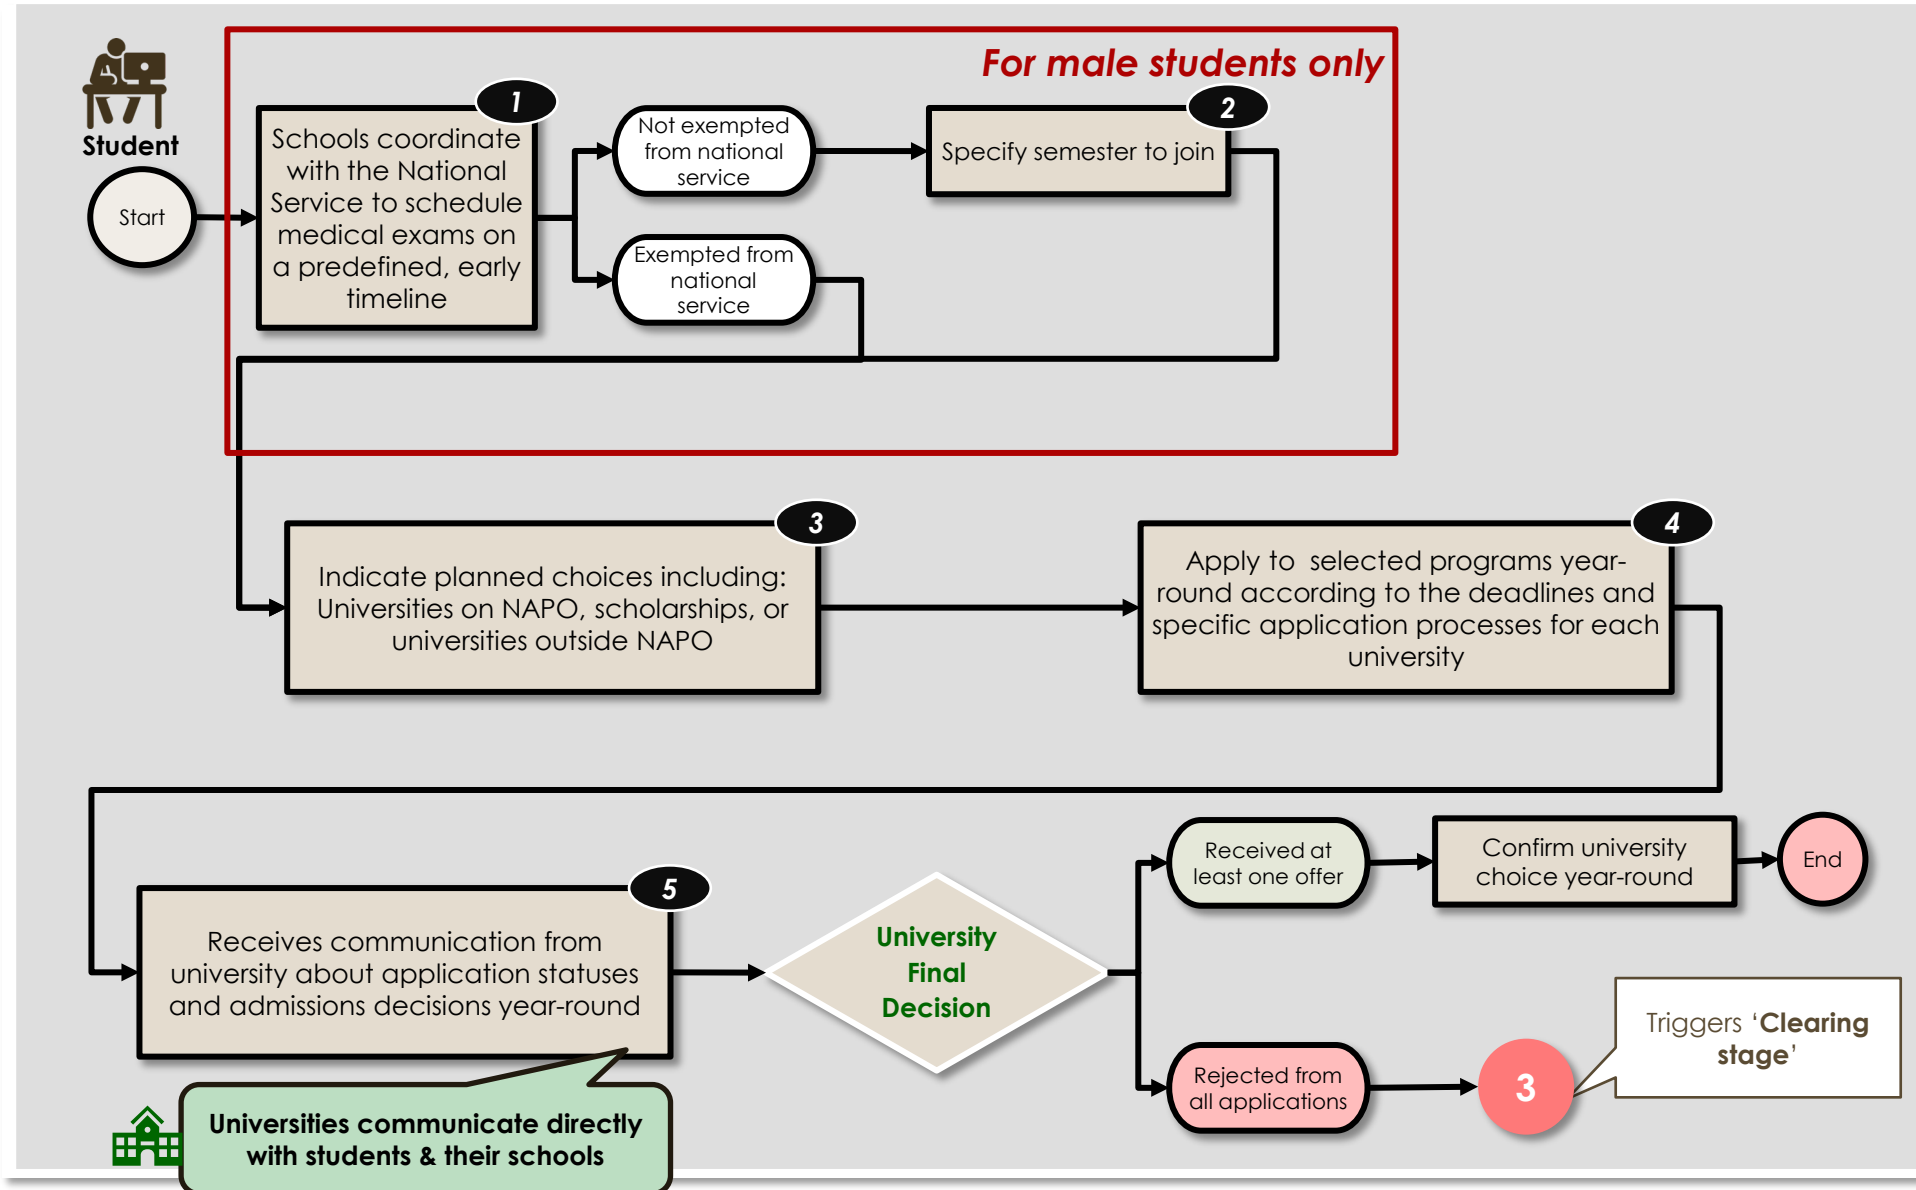 For male students only
Student
Start
1
Schools coordinate
with the National
Service to schedule
medical exams on
a predefined, early
timeline
Not exempted
from national
service
Exempted from
national
service
2
Specify semester to join
3
Indicate planned choices including:
Universities on NAPO, scholarships, or
universities outside NAPO
4
Apply to selected programs year-
round according to the deadlines and
specific application processes for each
university
5
Receives communication from
university about application statuses
and admissions decisions year-round
Universities communicate directly
with students & their schools
University
Final
Decision
Received at
least one offer
Confirm university
choice year-round
End
Rejected from
all applications
3
Triggers ‘Clearing
stage’